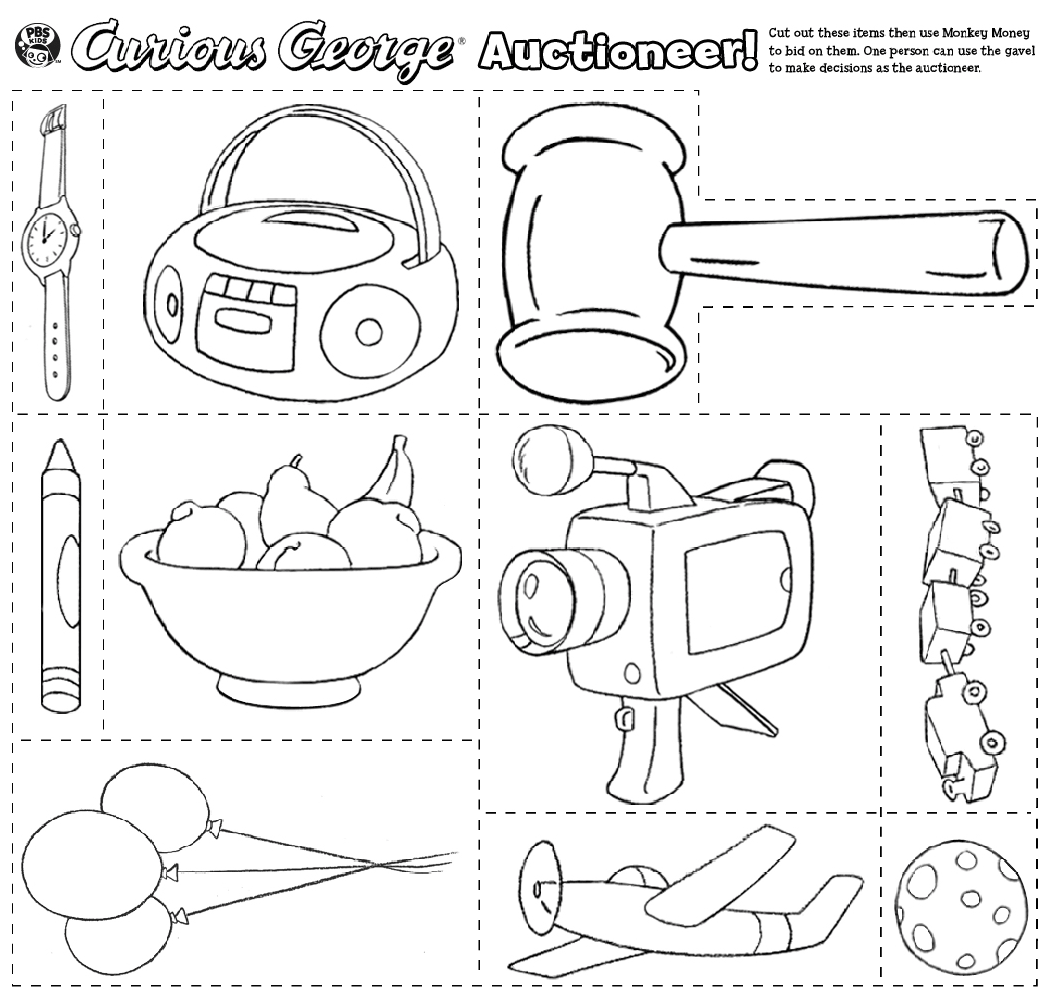 PBS
KIDS
Curious George® Auctioneer!
Cut out these items then use Monkey Money
to bid on them. One person can use the gavel
to make decisions as the auctioneer.